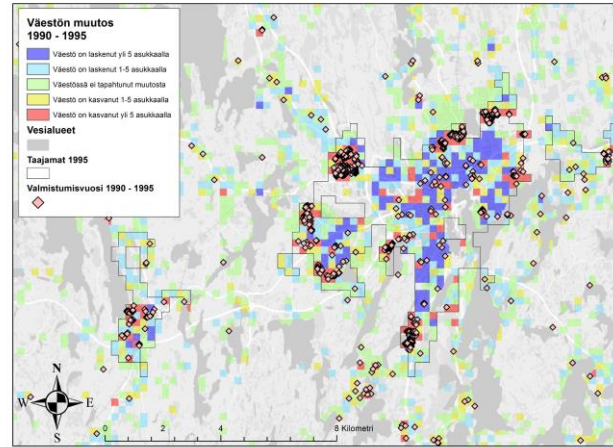 Väestön muutos
1990 - 1995
Väestö on laskenut yli 5 asukkaalla
Väestö on laskenut 1-5 asukkaalla
Väestössä ei tapahtunut muutosta
Väestö on kasvanut 1-5 asukkaalla
Väestö on kasvanut yli 5 asukkaalla
Vesialueet
Taajamat 1995
Valmistumisvuosi 1990 - 1995
N
W E
S
0 2 4 8 Kilometri